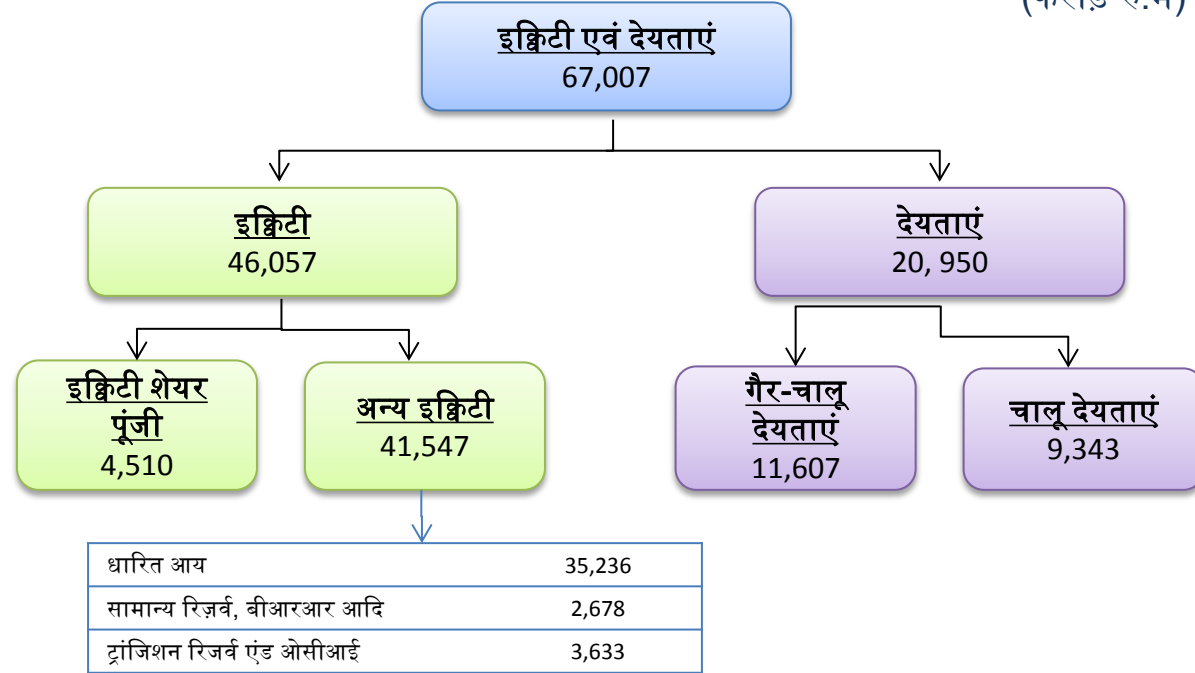 इक्विटी एवं देयताएं
67,007
इक्विटी
46,057
देयताएं
20, 950
इक्विटी शेयर
पूंजी
4,510
अन्य इक्विटी
41,547
गैर-चालू
देयताएं
11,607
चालू देयताएं
9,343
धारित आय 35,236
सामान्य रिज़र्व, बीआरआर आदि 2,678
ट्रांजिशन रिजर्व एंड ओसीआई 3,633